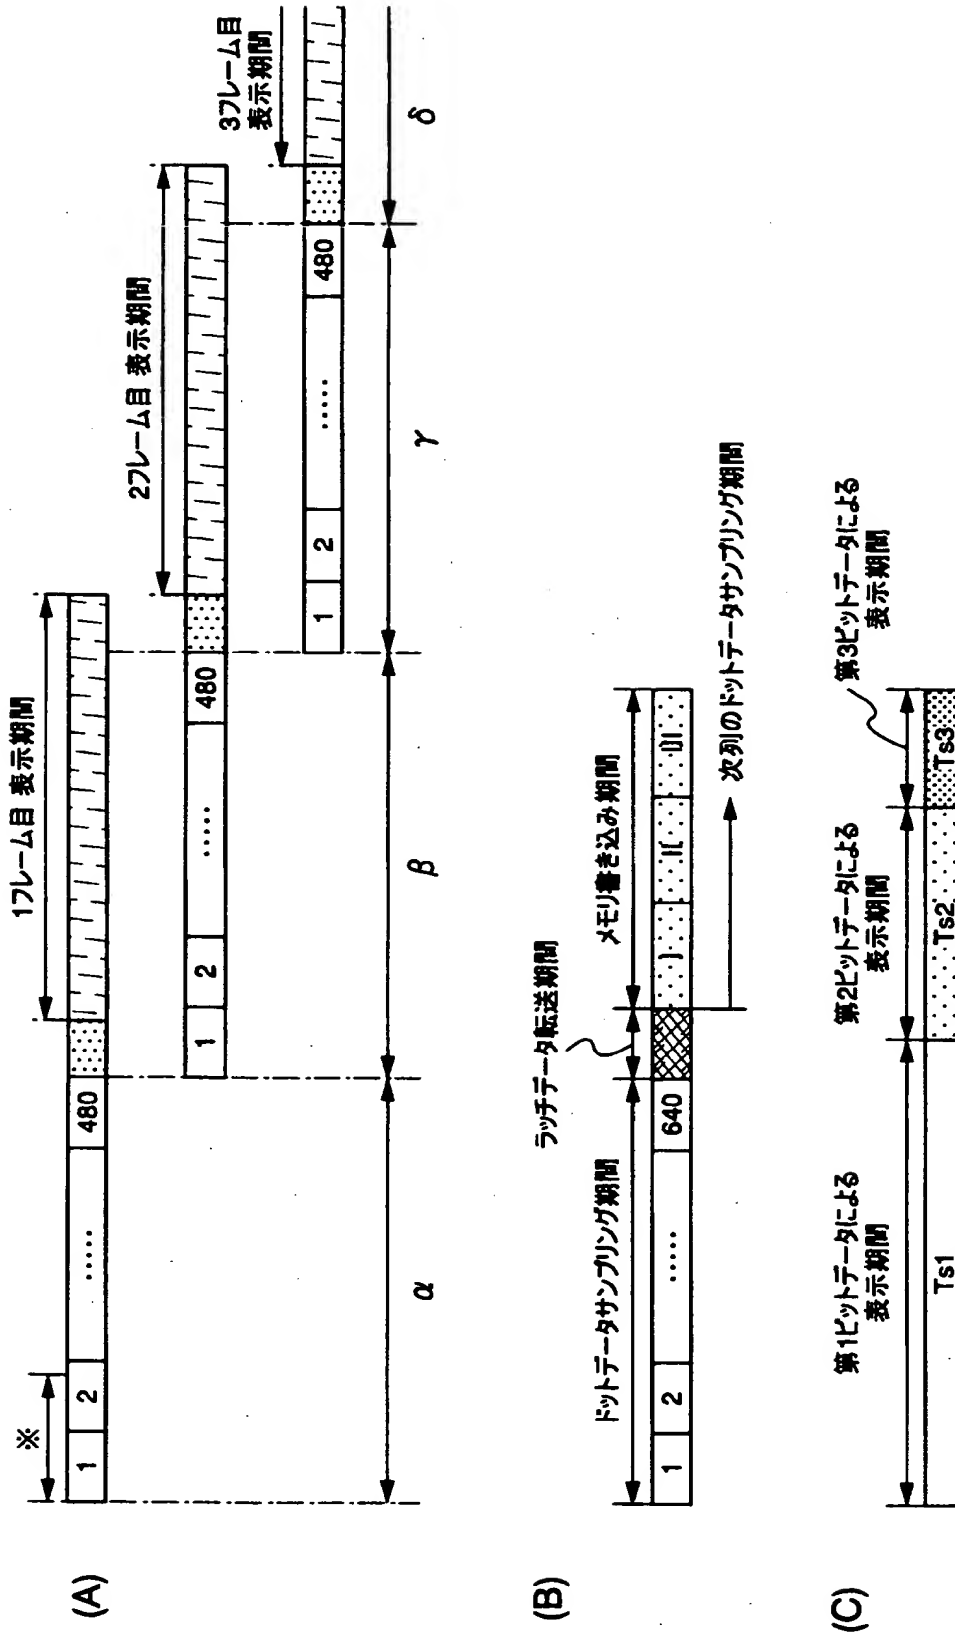 (A)
※
1 2 ‥‥‥ 480
1フレーム目 表示期間
1 2 ‥‥‥ 480
2フレーム目 表示期間
1 2 ‥‥‥ 480
3フレーム目
表示期間
α
β
γ
δ
(B)
ドットデータサンプリング期間
ラッチデータ転送期間
メモリ書き込み期間
1 2 ‥‥‥ 640
I II III
次列のドットデータサンプリング期間
(C)
第1ビットデータによる
表示期間
第2ビットデータによる
表示期間
第3ビットデータによる
表示期間
Ts1 Ts2 Ts3